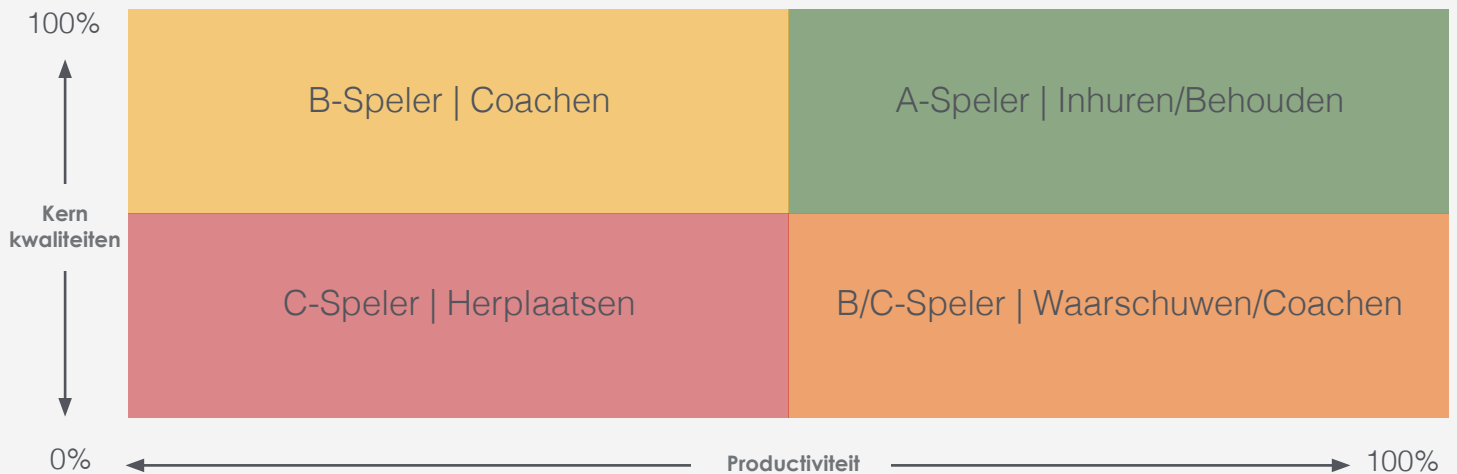 100%
B-Speler | Coachen
A-Speler | Inhuren/Behouden
Kern
kwaliteiten
C-Speler | Herplaatsen
B/C-Speler | Waarschuwen/Coachen
0%
Productiviteit
100%